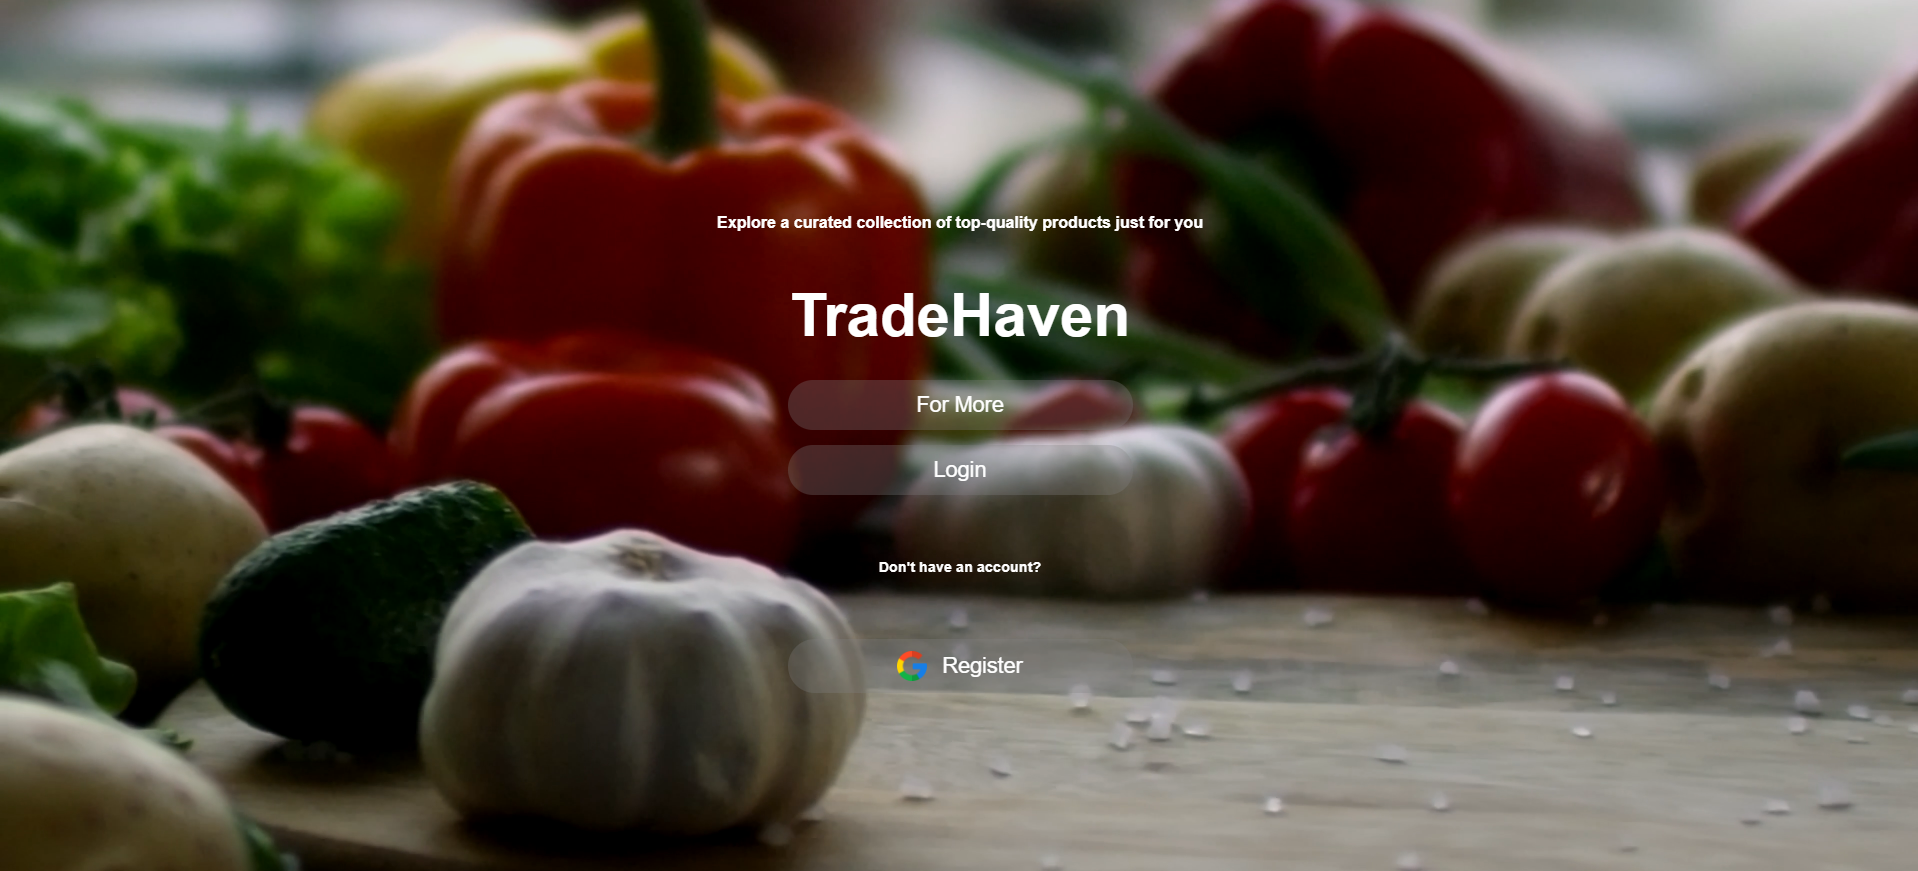 Explore a curated collection of top-quality products just for you
TradeHaven
For More
Login
Don't have an account?
Register